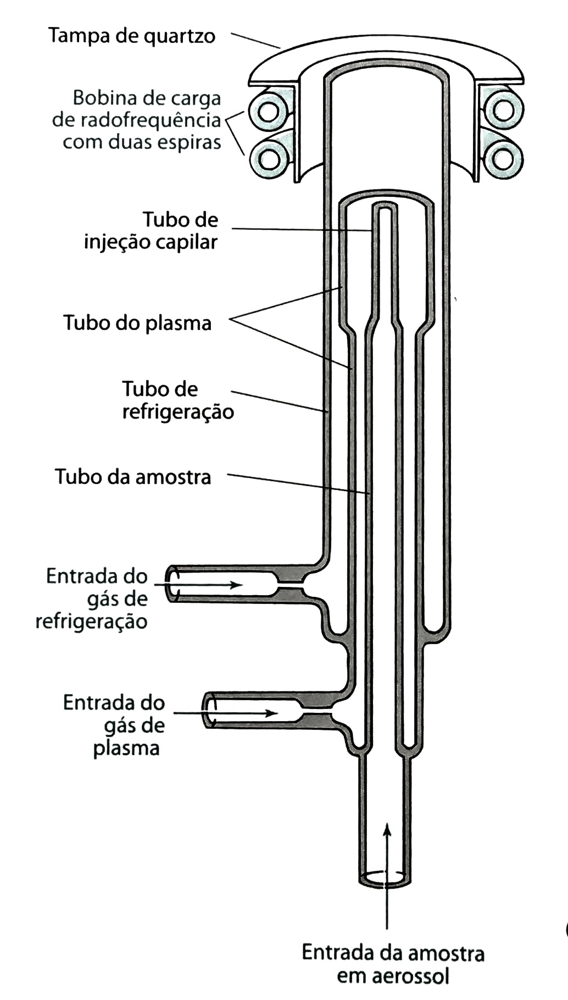 Tampa de quartzo
Bobina de carga
de radofrequência
com duas espiras
Tubo de
injeção capilar
Tubo do plasma
Tubo de
refrigeração
Tubo da amostra
Entrada do
gás de
refrigeração
Entrada do
gás de
plasma
Entrada da amostra
em aerossol